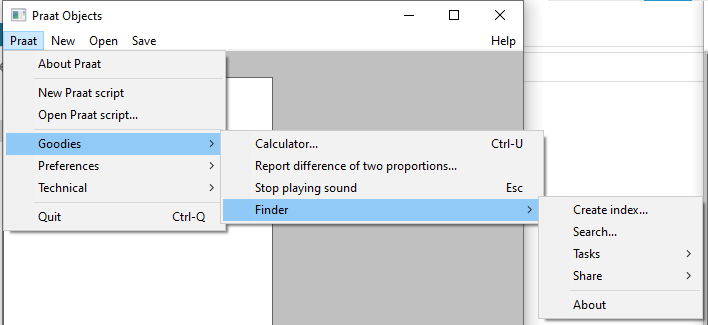 Praat Objects
Praat New Open Save Help
About Praat
New Praat script
Open Praat script...
Goodies
Preferences
Technical
Quit Ctrl-Q
Calculator... Ctrl-U
Report difference of two proportions...
Stop playing sound Esc
Finder
Create index...
Search...
Tasks
Share
About